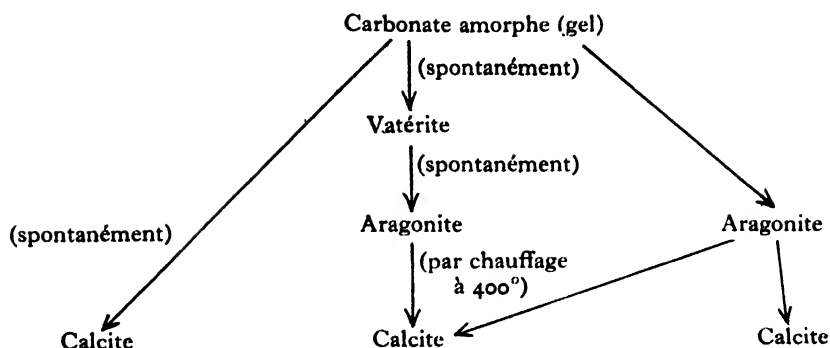 Carbonate amorphe (gel)
(spontanément)
Vatérite
(spontanément)
(spontanément)
Aragonite
Aragonite
(par chauffage
à 400°)
Calcite
Calcite
Calcite